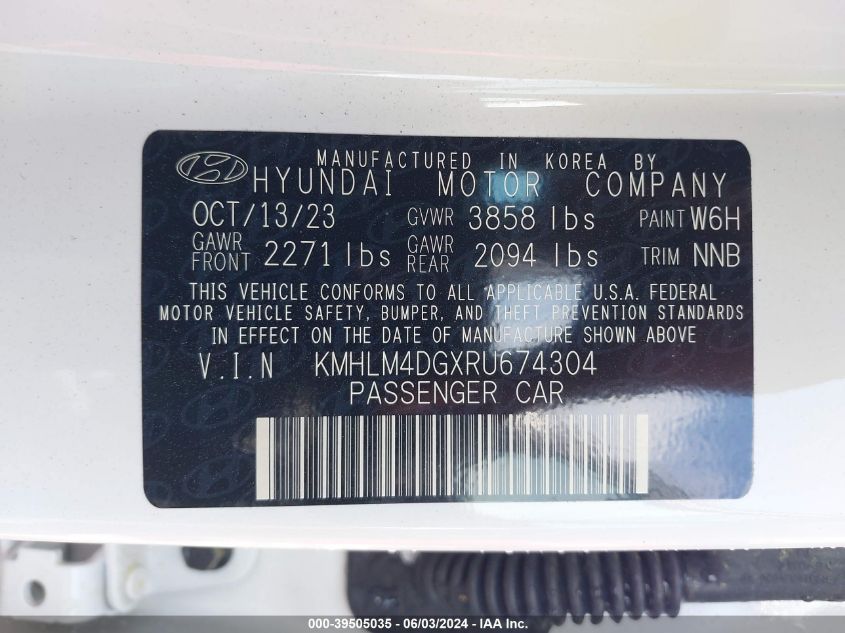 MANUFACTURED IN KOREA BY
HYUNDAI MOTOR COMPANY
OCT/13/23 GVWR 3858 lbs PAINT W6H
GAWR FRONT 2271 lbs GAWR REAR 2094 lbs TRIM NNB
THIS VEHICLE CONFORMS TO ALL APPLICABLE U.S.A. FEDERAL
MOTOR VEHICLE SAFETY, BUMPER, AND THEFT PREVENTION STANDARDS
IN EFFECT ON THE DATE OF MANUFACTURE SHOWN ABOVE
V.I.N KMHLM4DGXRU674304
PASSENGER CAR
000-39505035 - 06/03/2024 - IAA Inc.